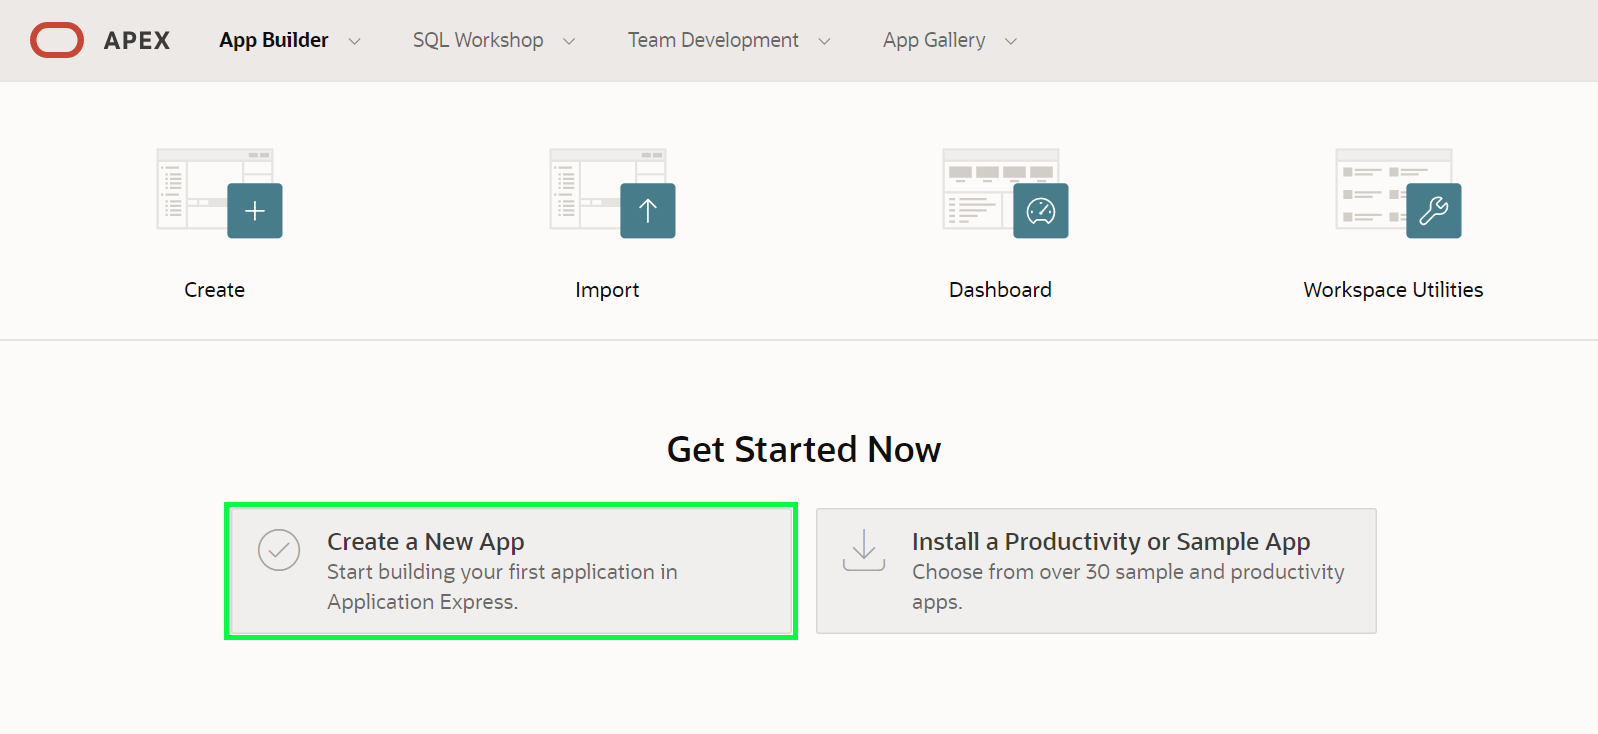 APEX App Builder SQL Workshop Team Development App Gallery
Create Import Dashboard Workspace Utilities
Get Started Now
Create a New App
Start building your first application in
Application Express.
Install a Productivity or Sample App
Choose from over 30 sample and productivity
apps.